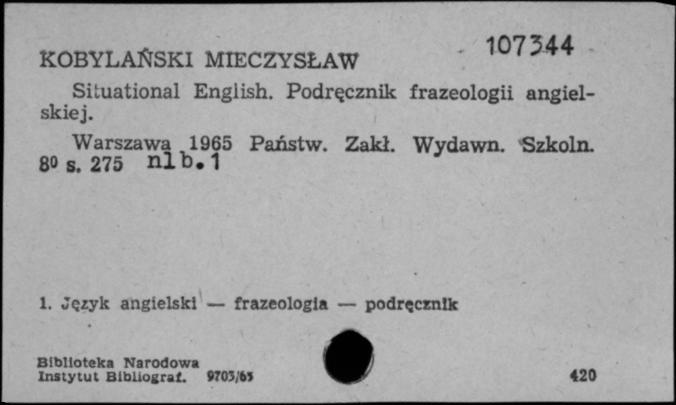 107344
KOBYLAŃSKI MIECZYSŁAW
Situational English. Podręcznik frazeologii angiel-
skiej.
Warszawa 1965 Państw. Zakł. Wydawn. Szkoln.
8⁰ s. 275 nlb.1
1. Język angielski — frazeologia — podręcznik
Biblioteka Narodowa
Instytut Bibliograf. 9703/65 420